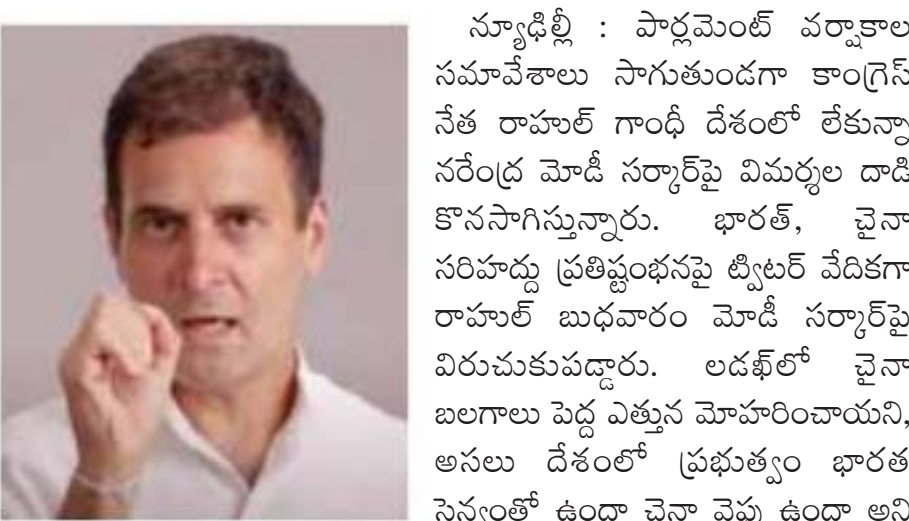 న్యూఢిల్లీ : పార్లమెంట్ వర్షాకాల
సమావేశాలు సాగుతుండగా కాంగ్రెస్
నేత రాహుల్ గాంధీ దేశంలో లేకున్నా
నరేంద్ర మోడీ సర్కార్‌పై విమర్శల దాడి
కొనసాగిస్తున్నారు. భారత్, చైనా
సరిహద్దు ప్రతిష్టంభనపై ట్విటర్ వేదికగా
రాహుల్ బుధవారం మోడీ సర్కార్‌పై
విరుచుకుపడ్డారు. లడఖ్‌లో చైనా
బలగాలు పెద్ద ఎత్తున మోహరించాయని,
అసలు దేశంలో ప్రభుత్వం భారత
సైన్యంతో ఉందా చైనా వైపు ఉందా అని